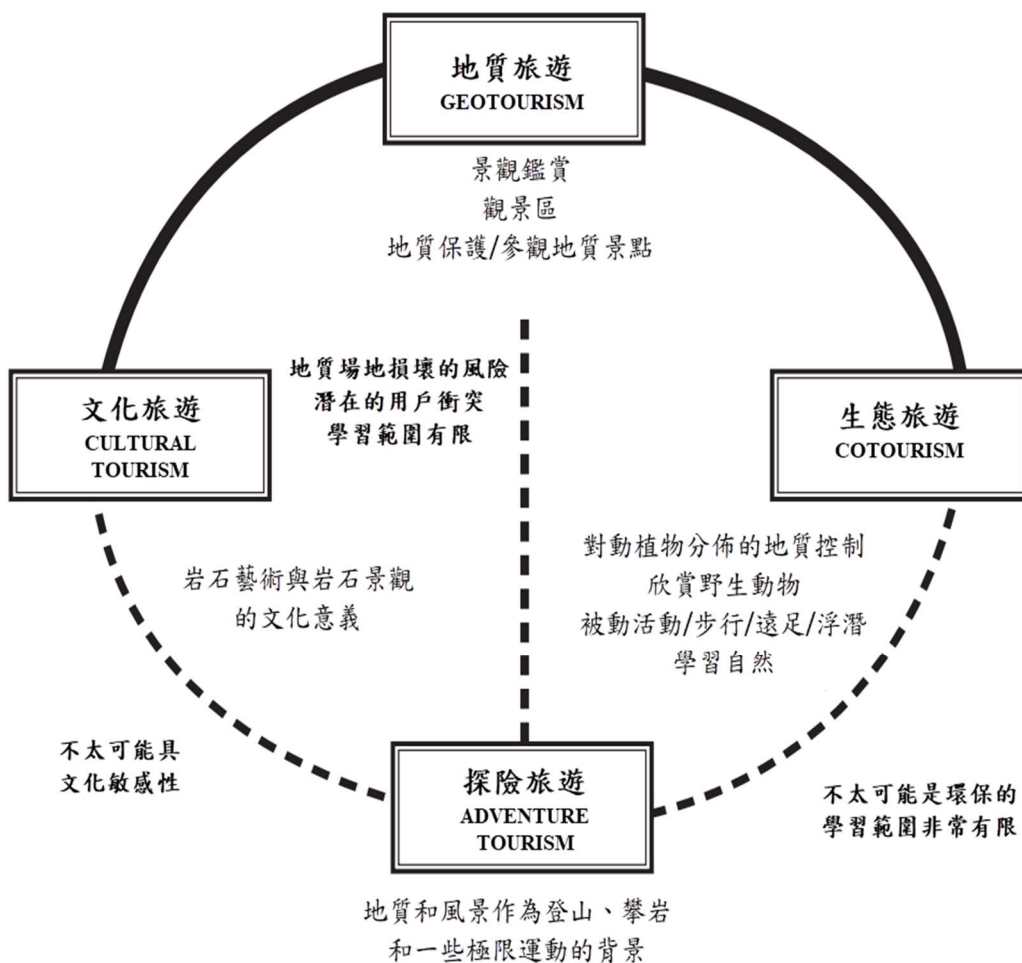 地質旅遊
GEOTOURISM
景觀鑑賞
觀景區
地質保護/參觀地質景點
地質場地損壞的風險
潛在的用戶衝突
學習範圍有限
文化旅遊
CULTURAL
TOURISM
生態旅遊
COTOURISM
岩石藝術與岩石景觀
的文化意義
對動植物分佈的地質控制
欣賞野生動物
被動活動/步行/遠足/浮潛
學習自然
不太可能具
文化敏感性
探險旅遊
ADVENTURE
TOURISM
不太可能是環保的
學習範圍非常有限
地質和風景作為登山、攀岩
和一些極限運動的背景